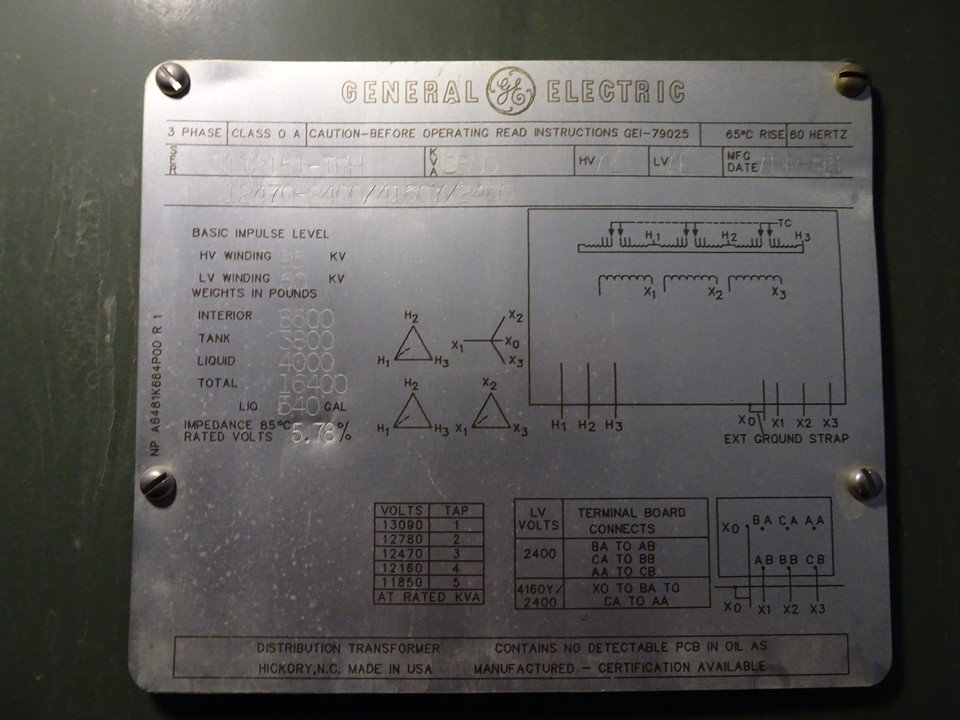 GENERAL GE ELECTRIC
3 PHASE CLASS O A CAUTION-BEFORE OPERATING READ INSTRUCTIONS GEI-79025 65°C RISE 60 HERTZ
SER KVA HV LV MFG DATE
12470-2400/4160Y/2400
BASIC IMPULSE LEVEL
HV WINDING KV
LV WINDING KV
WEIGHTS IN POUNDS
INTERIOR 8600
TANK 3800
LIQUID 4000
TOTAL 16400
LIQ 540 GAL
IMPEDANCE 85°C
RATED VOLTS 5.78%
NP A6481K664P00 R 1
H2
H1 H3
X2
X1 X0
X3
H2
H1 H3
X2
X1 X3
TC
H1 H2 H3
X1 X2 X3
H1 H2 H3
X0 X1 X2 X3
EXT GROUND STRAP
VOLTS TAP
13090 1
12780 2
12470 3
12160 4
11850 5
AT RATED KVA
LV VOLTS TERMINAL BOARD CONNECTS
2400 BA TO AB
CA TO BB
AA TO CB
4160Y/2400 XO TO BA TO
CA TO AA
X0 BA CA AA
AB BB CB
X0 X1 X2 X3
DISTRIBUTION TRANSFORMER CONTAINS NO DETECTABLE PCB IN OIL AS
HICKORY, N.C. MADE IN USA MANUFACTURED - CERTIFICATION AVAILABLE